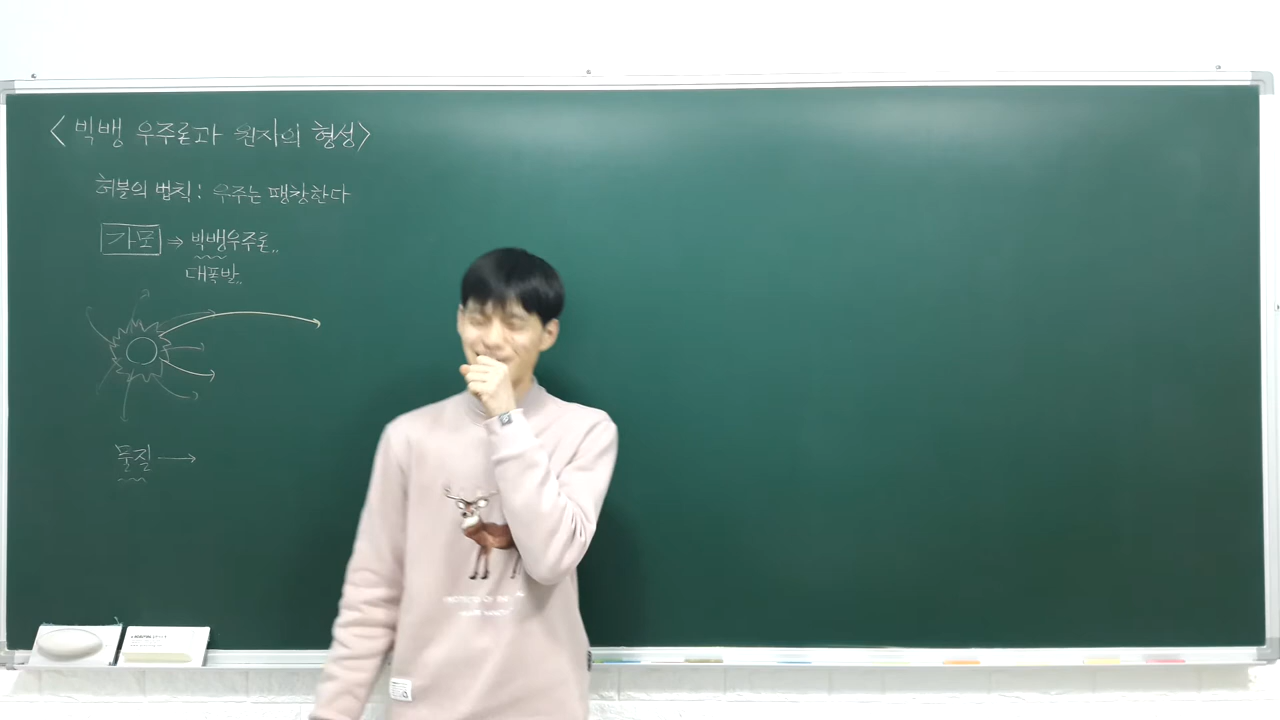 <빅뱅 우주론과 원자의 형성>
허블의 법칙: 우주는 팽창한다
가모 ⇒ 빅뱅우주론..
대폭발..
물질 →